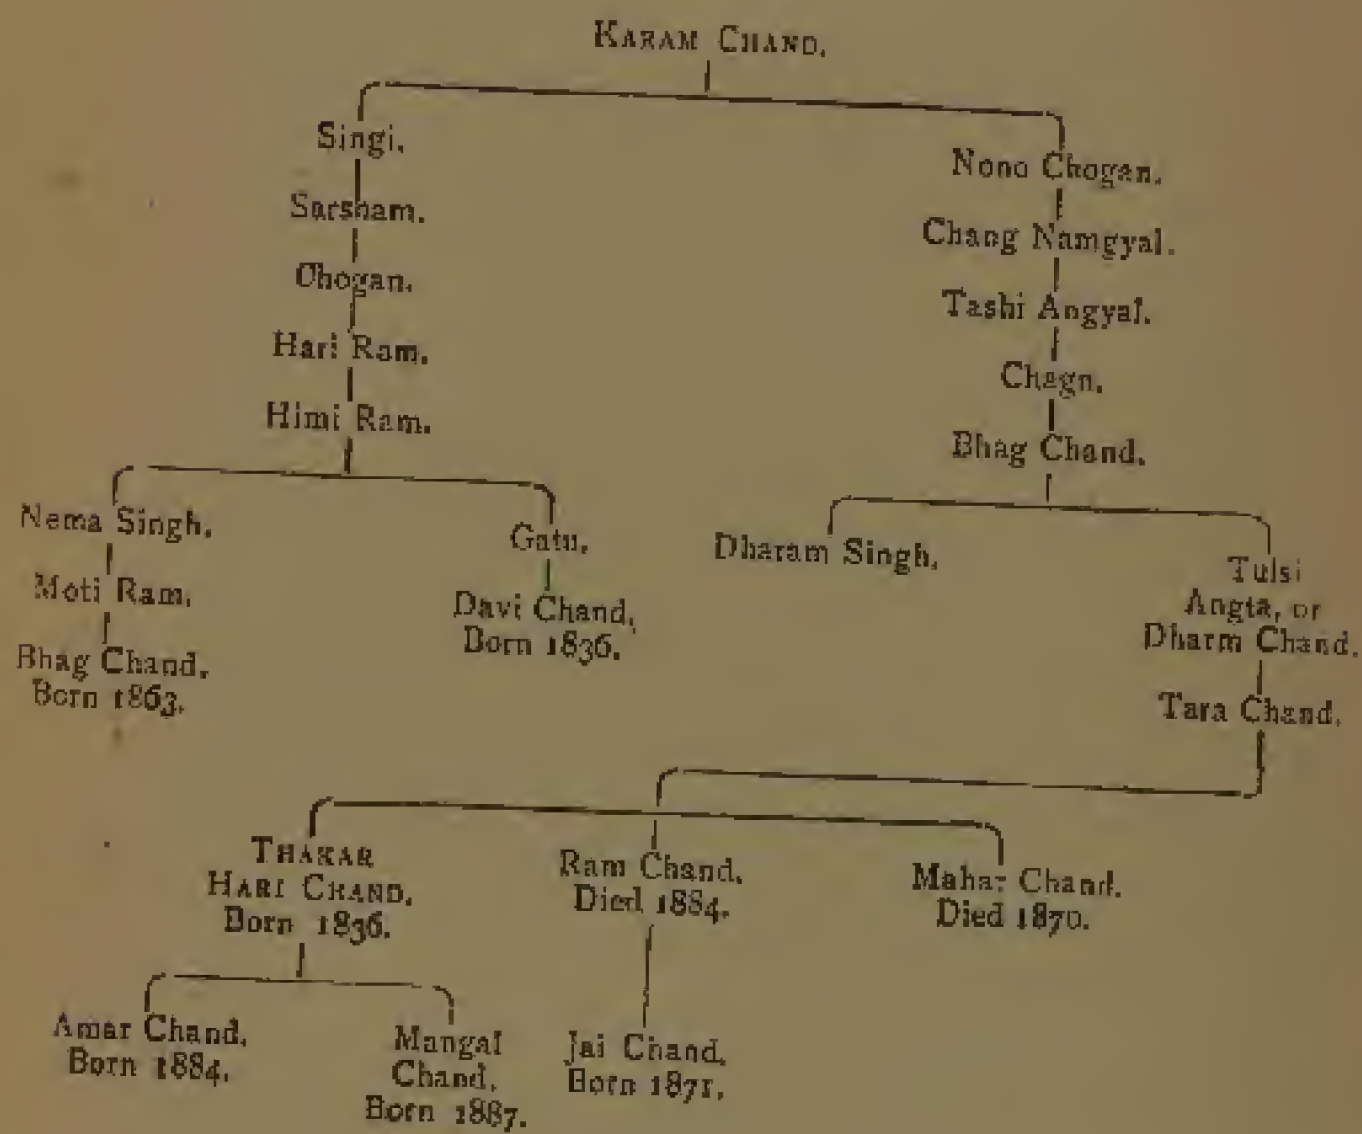 KARAM CHAND.
Singi.
Nono Chogan.
Sarsham.
Chang Namgyal.
Chogan.
Tashi Angyal.
Hari Ram.
Chagn.
Himi Ram.
Bhag Chand.
Nema Singh.
Gatu.
Dharam Singh.
Tulsi
Angta, or
Dharm Chand.
Moti Ram.
Davi Chand,
Born 1836.
Bhag Chand.
Born 1863.
Tara Chand.
THAKAR
HARI CHAND.
Born 1836.
Ram Chand.
Died 1884.
Mahar Chand.
Died 1870.
Amar Chand.
Born 1884.
Mangal
Chand.
Born 1887.
Jai Chand.
Born 1871.